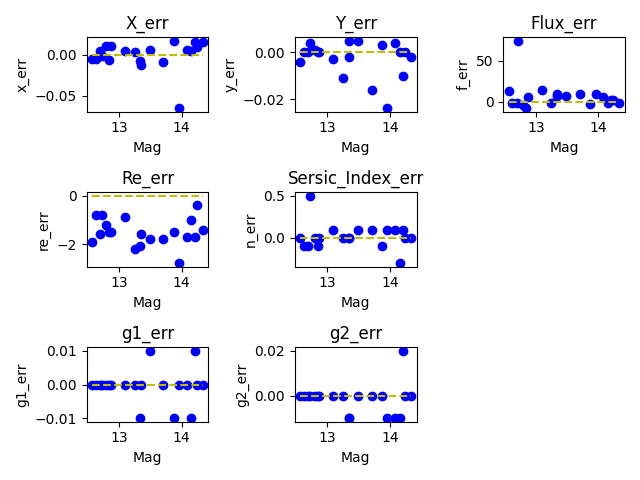 X_err
Y_err
Flux_err
0.00
−0.05
x_err
13
14
Mag
0.00
−0.02
y_err
13
14
Mag
50
0
f_err
13
14
Mag
Re_err
Sersic_Index_err
0
−2
re_err
13
14
Mag
0.5
0.0
n_err
13
14
Mag
g1_err
g2_err
0.01
0.00
−0.01
g1_err
13
14
Mag
0.02
0.00
g2_err
13
14
Mag